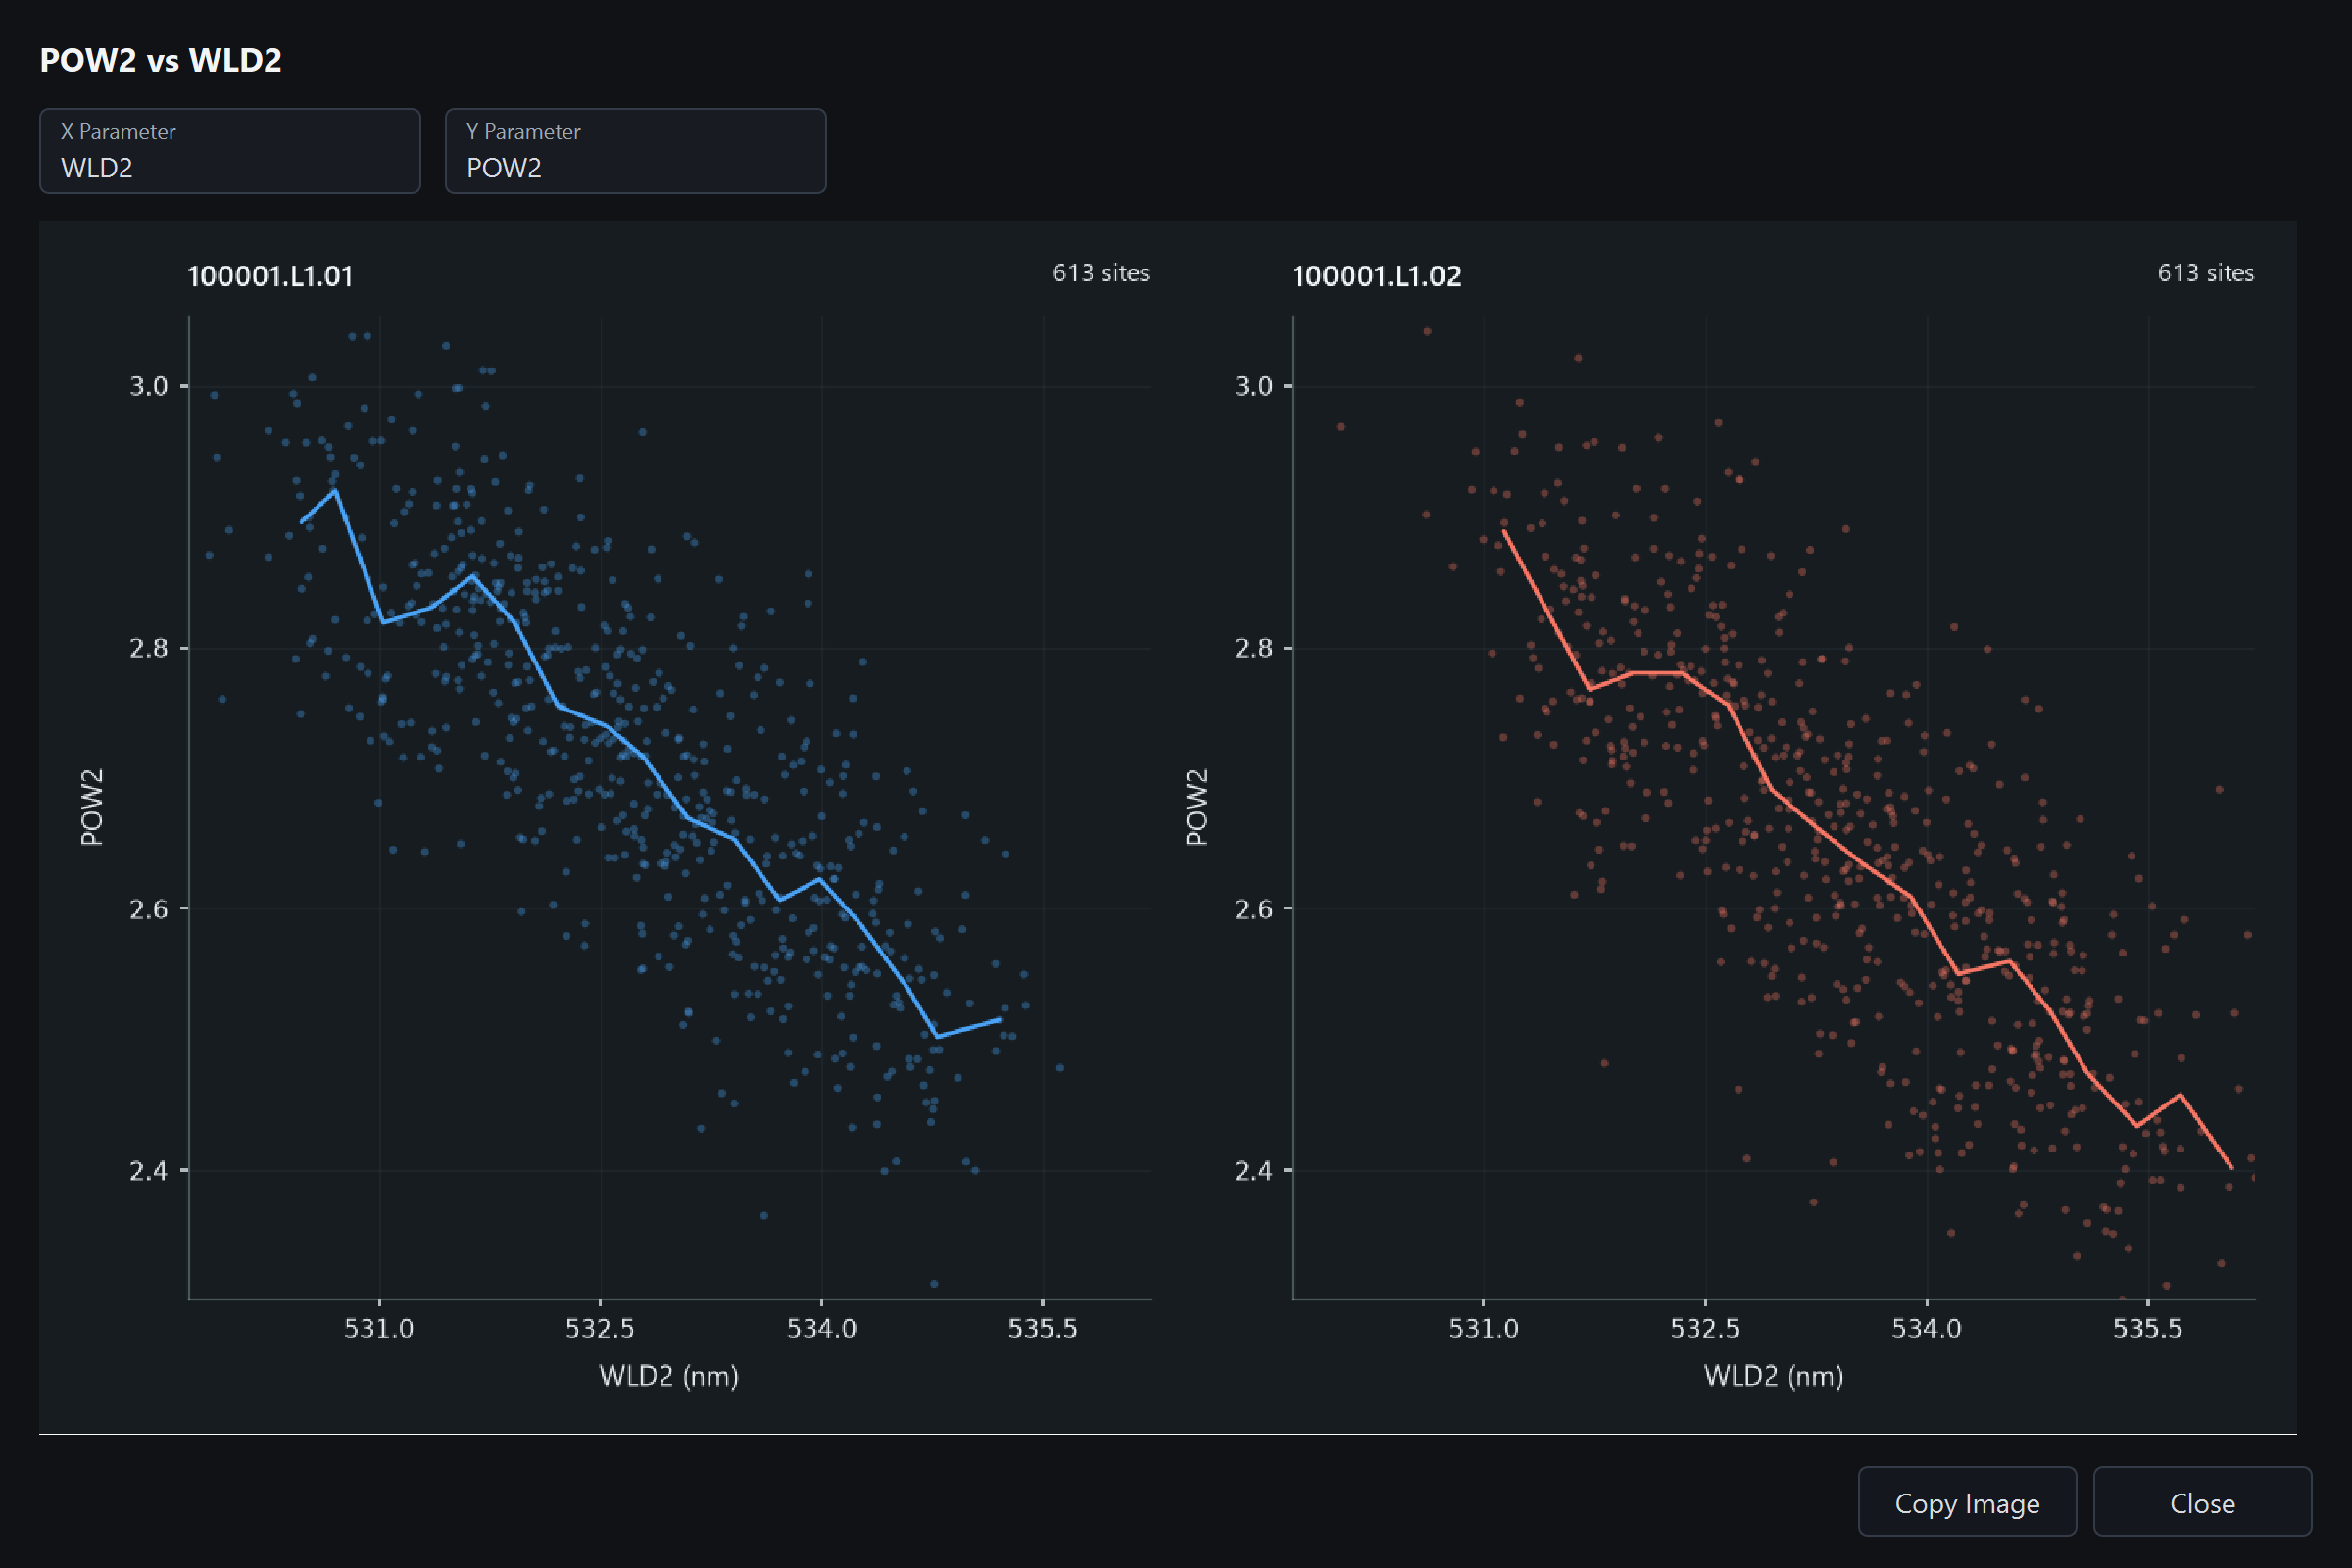 POW2 vs WLD2
X Parameter
WLD2
Y Parameter
POW2
100001.L1.01
613 sites
3.0
2.8
2.6
2.4
POW2
531.0
532.5
534.0
535.5
WLD2 (nm)
100001.L1.02
613 sites
3.0
2.8
2.6
2.4
POW2
531.0
532.5
534.0
535.5
WLD2 (nm)
Copy Image
Close